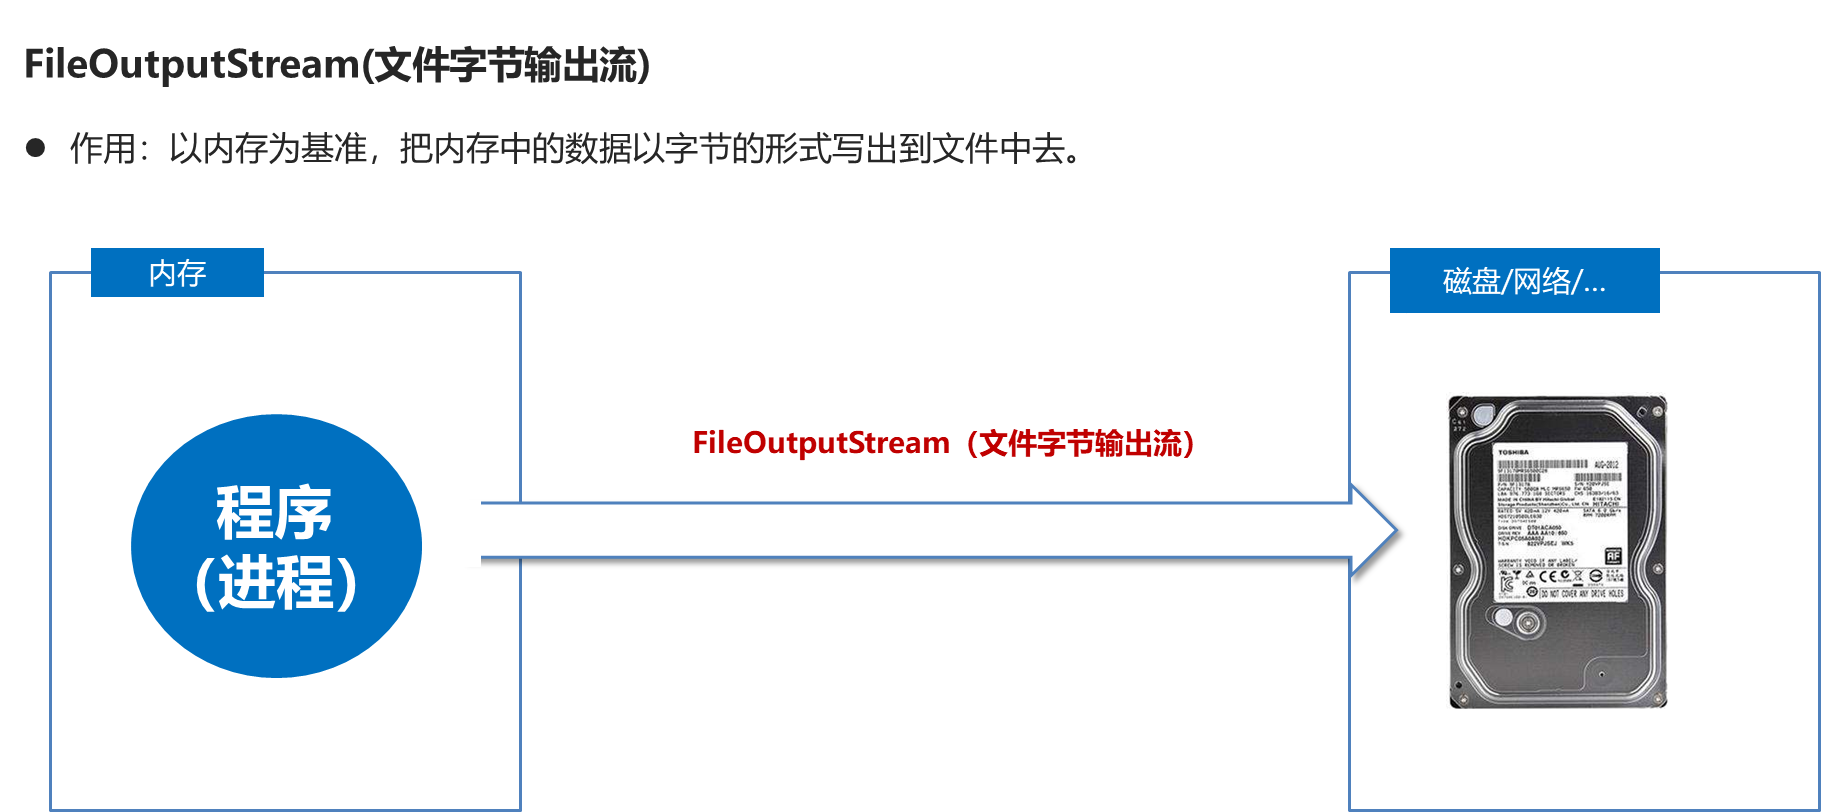 FileOutputStream(文件字节输出流)
● 作用：以内存为基准，把内存中的数据以字节的形式写出到文件中去。
内存
磁盘/网络/...
FileOutputStream（文件字节输出流）
程序
(进程)
TOSHIBA
AUG-2012
DO NOT COVER ANY DRIVE HOLES